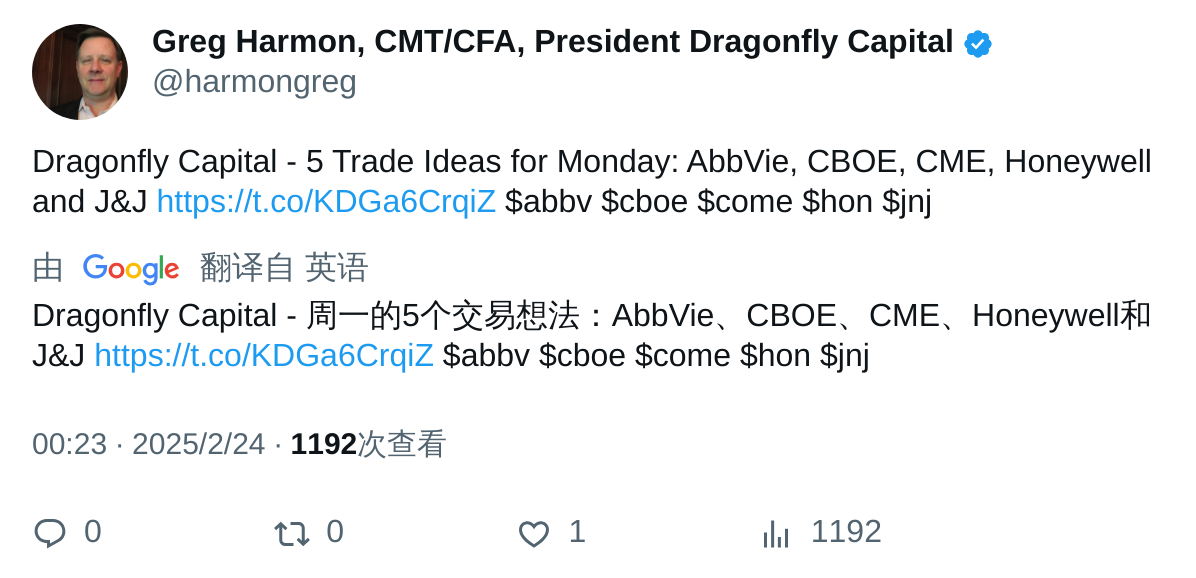 Greg Harmon, CMT/CFA, President Dragonfly Capital
@harmongreg
Dragonfly Capital - 5 Trade Ideas for Monday: AbbVie, CBOE, CME, Honeywell
and J&J https://t.co/KDGa6CrqiZ $abbv $cboe $come $hon $jnj
由 Google 翻译自 英语
Dragonfly Capital - 周一的5个交易想法：AbbVie、CBOE、CME、Honeywell和
J&J https://t.co/KDGa6CrqiZ $abbv $cboe $come $hon $jnj
00:23 · 2025/2/24 · 1192次查看
0 0 1 1192